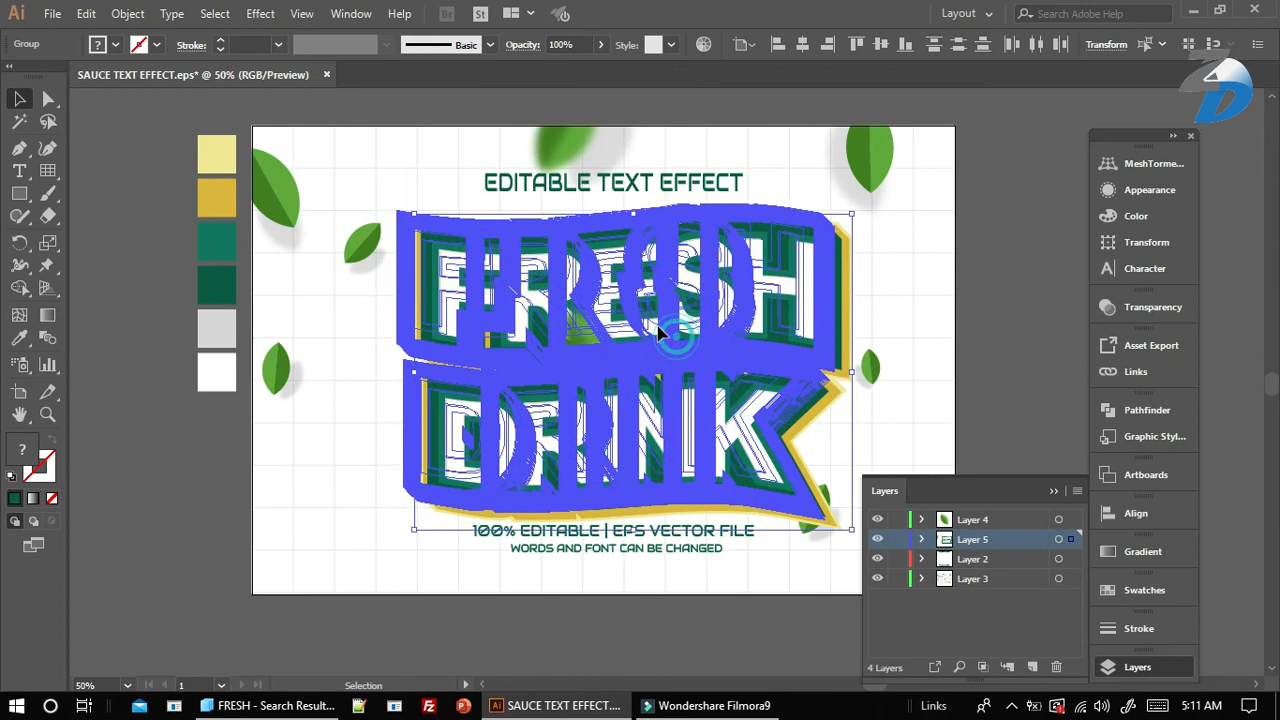 Ai File Edit Object Type Select Effect View Window Help Br St Layout Search Adobe Help
Group Stroke: Basic Opacity: 100% Style: Transform
SAUCE TEXT EFFECT.eps* @ 50% (RGB/Preview)
EDITABLE TEXT EFFECT
FRESH
DRINK
100% EDITABLE | EPS VECTOR FILE
WORDS AND FONT CAN BE CHANGED
MeshTorme...
Appearance
Color
Transform
Character
Transparency
Asset Export
Links
Pathfinder
Graphic Styl...
Artboards
Align
Gradient
Swatches
Stroke
Layers
Layers
Layer 4
Layer 5
Layer 2
Layer 3
4 Layers
50% 1 Selection
FRESH - Search Result... Ai SAUCE TEXT EFFECT.... Wondershare Filmora9 Links 5:11 AM